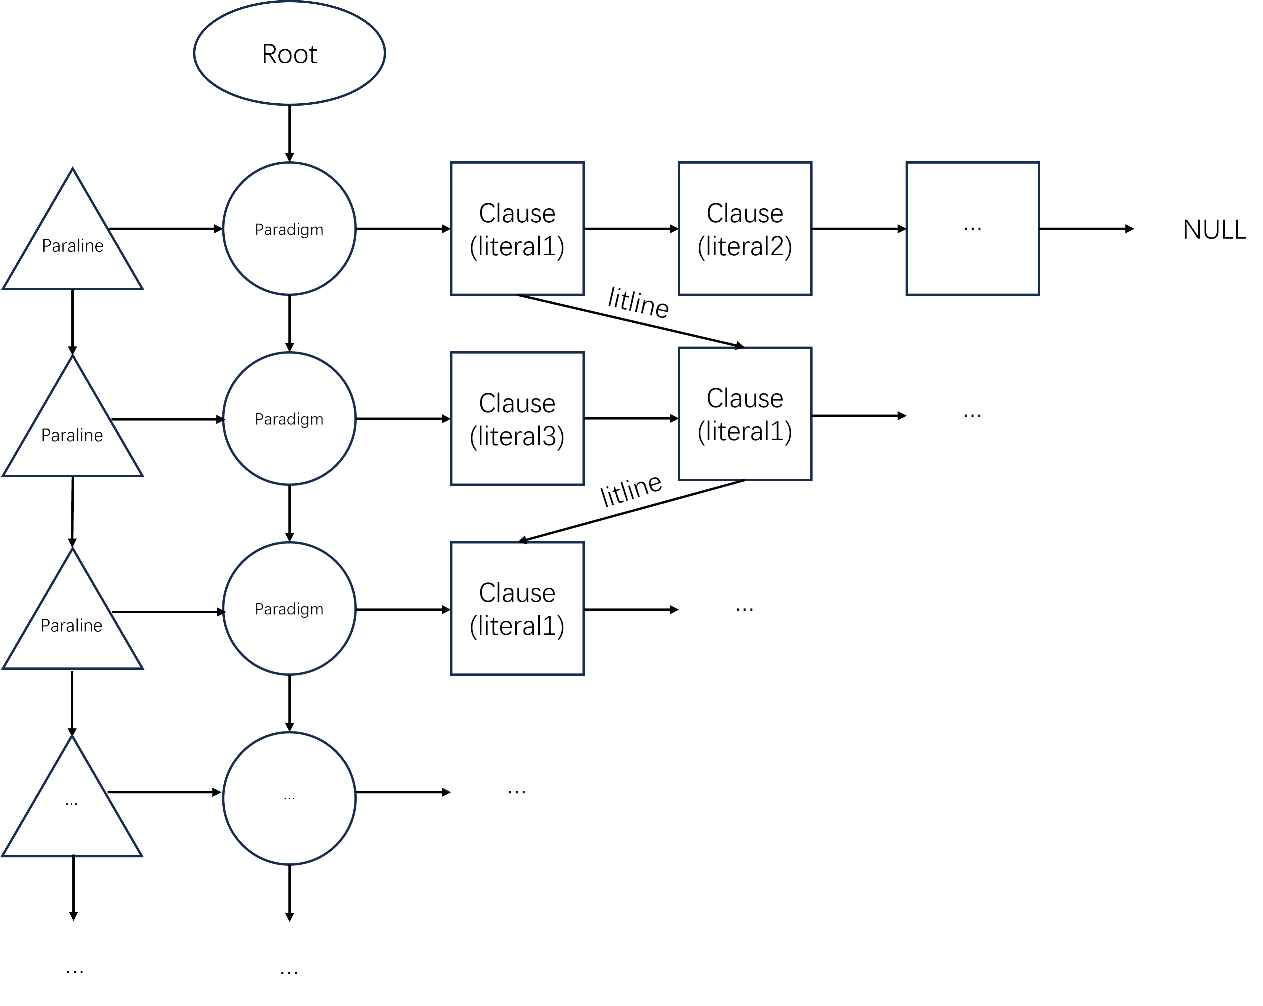 Root
Paraline
Paradigm
Clause
(literal1)
Clause
(literal2)
...
NULL
litline
Paraline
Paradigm
Clause
(literal3)
Clause
(literal1)
...
litline
Paraline
Paradigm
Clause
(literal1)
...
...
...
...
...
...